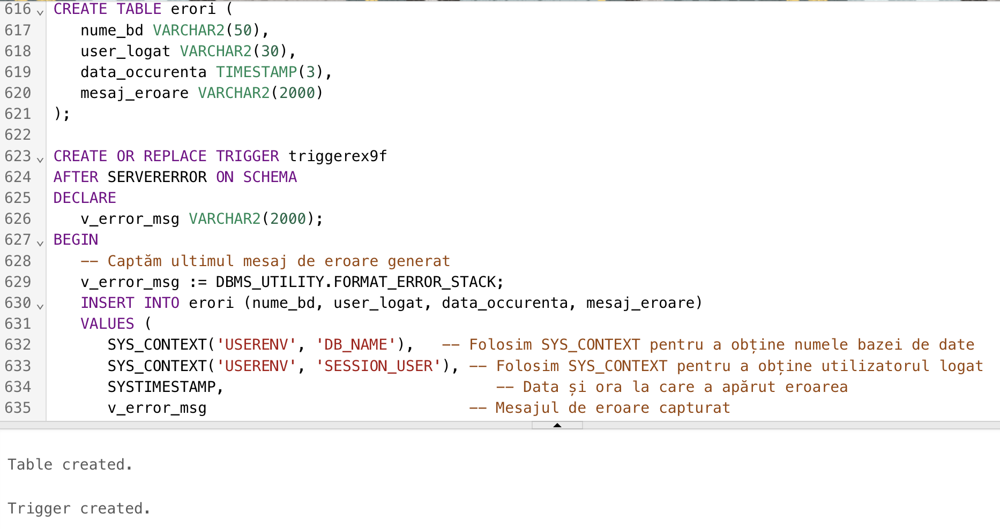 616 CREATE TABLE erori (
617 nume_bd VARCHAR2(50),
618 user_logat VARCHAR2(30),
619 data_occurenta TIMESTAMP(3),
620 mesaj_eroare VARCHAR2(2000)
621 );
622
623 CREATE OR REPLACE TRIGGER triggerex9f
624 AFTER SERVERERROR ON SCHEMA
625 DECLARE
626 v_error_msg VARCHAR2(2000);
627 BEGIN
628 -- Captăm ultimul mesaj de eroare generat
629 v_error_msg := DBMS_UTILITY.FORMAT_ERROR_STACK;
630 INSERT INTO erori (nume_bd, user_logat, data_occurenta, mesaj_eroare)
631 VALUES (
632 SYS_CONTEXT('USERENV', 'DB_NAME'), -- Folosim SYS_CONTEXT pentru a obține numele bazei de date
633 SYS_CONTEXT('USERENV', 'SESSION_USER'), -- Folosim SYS_CONTEXT pentru a obține utilizatorul logat
634 SYSTIMESTAMP, -- Data și ora la care a apărut eroarea
635 v_error_msg -- Mesajul de eroare capturat
Table created.
Trigger created.